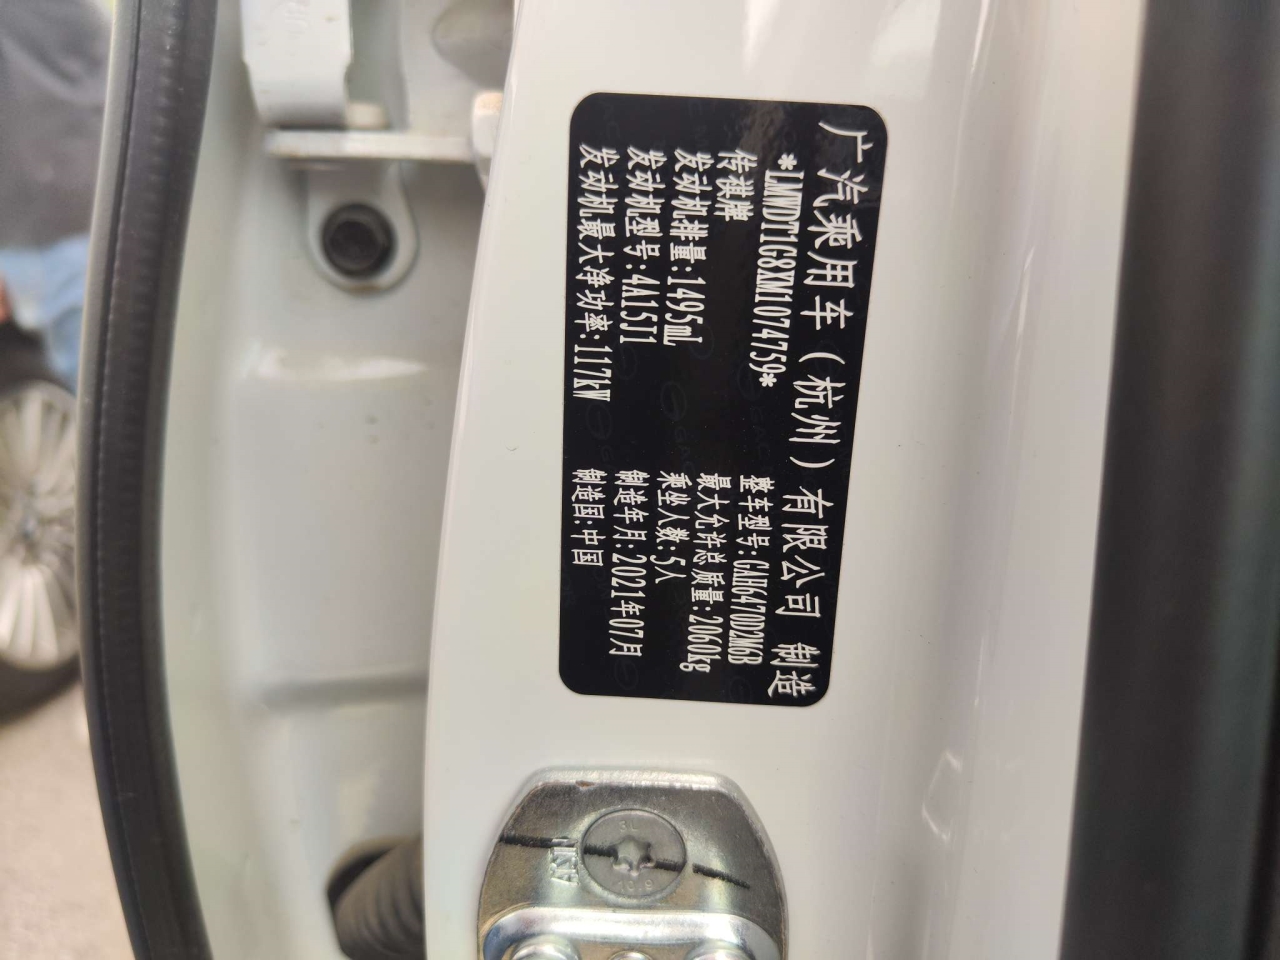 广汽乘用车（杭州）有限公司 制造
*LMWDT1G8XM1074759*
传祺牌 整车型号:GAH6470D2M6B
发动机排量:1495mL 最大允许总质量:2060kg
发动机型号:4A15J1 乘坐人数:5人
发动机最大净功率:117kW 制造年月:2021年07月
制造国:中国
10.9